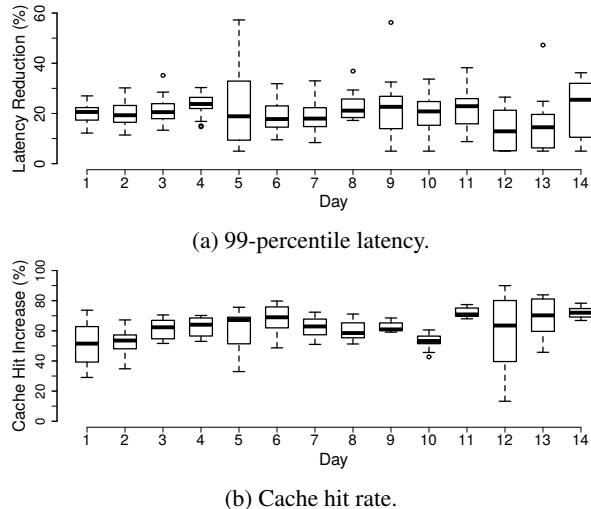 Latency Reduction (%)
0 20 40 60
1 2 3 4 5 6 7 8 9 10 11 12 13 14
Day
(a) 99-percentile latency.
Cache Hit Increase (%)
0 20 40 60 80 100
1 2 3 4 5 6 7 8 9 10 11 12 13 14
Day
(b) Cache hit rate.